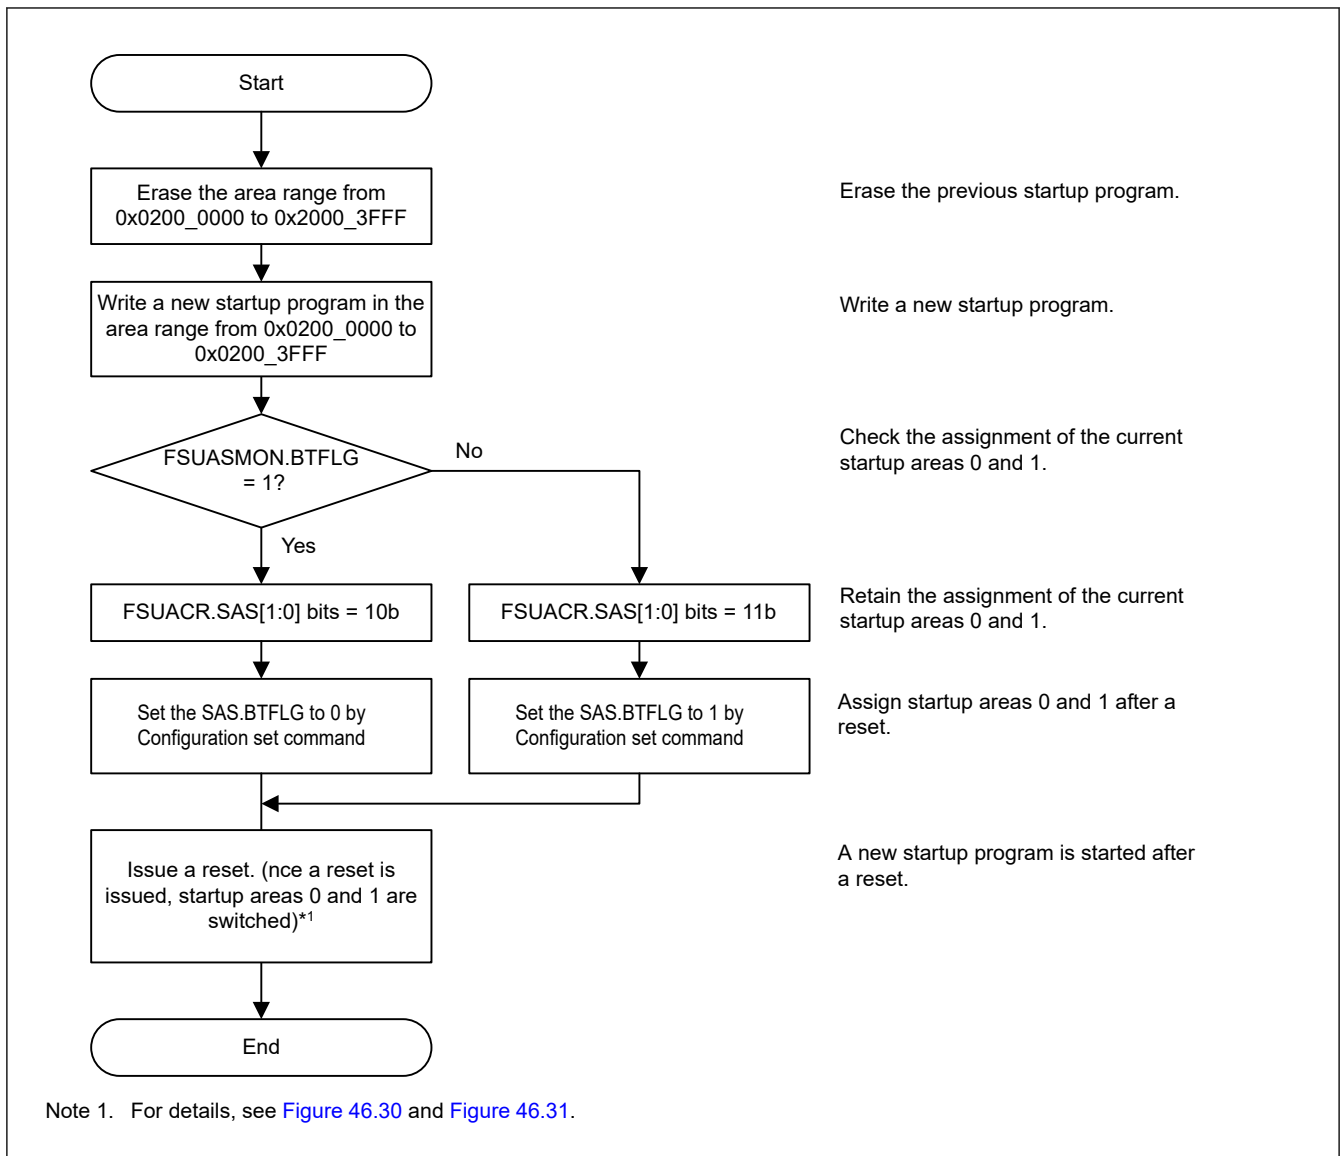 Start
Erase the area range from
0x0200_0000 to 0x2000_3FFF
Erase the previous startup program.
Write a new startup program in the
area range from 0x0200_0000 to
0x0200_3FFF
Write a new startup program.
FSUASMON.BTFLG
= 1?
No
Yes
Check the assignment of the current
startup areas 0 and 1.
FSUACR.SAS[1:0] bits = 10b
FSUACR.SAS[1:0] bits = 11b
Retain the assignment of the current
startup areas 0 and 1.
Set the SAS.BTFLG to 0 by
Configuration set command
Set the SAS.BTFLG to 1 by
Configuration set command
Assign startup areas 0 and 1 after a
reset.
Issue a reset. (nce a reset is
issued, startup areas 0 and 1 are
switched)*1
A new startup program is started after
a reset.
End
Note 1. For details, see Figure 46.30 and Figure 46.31.